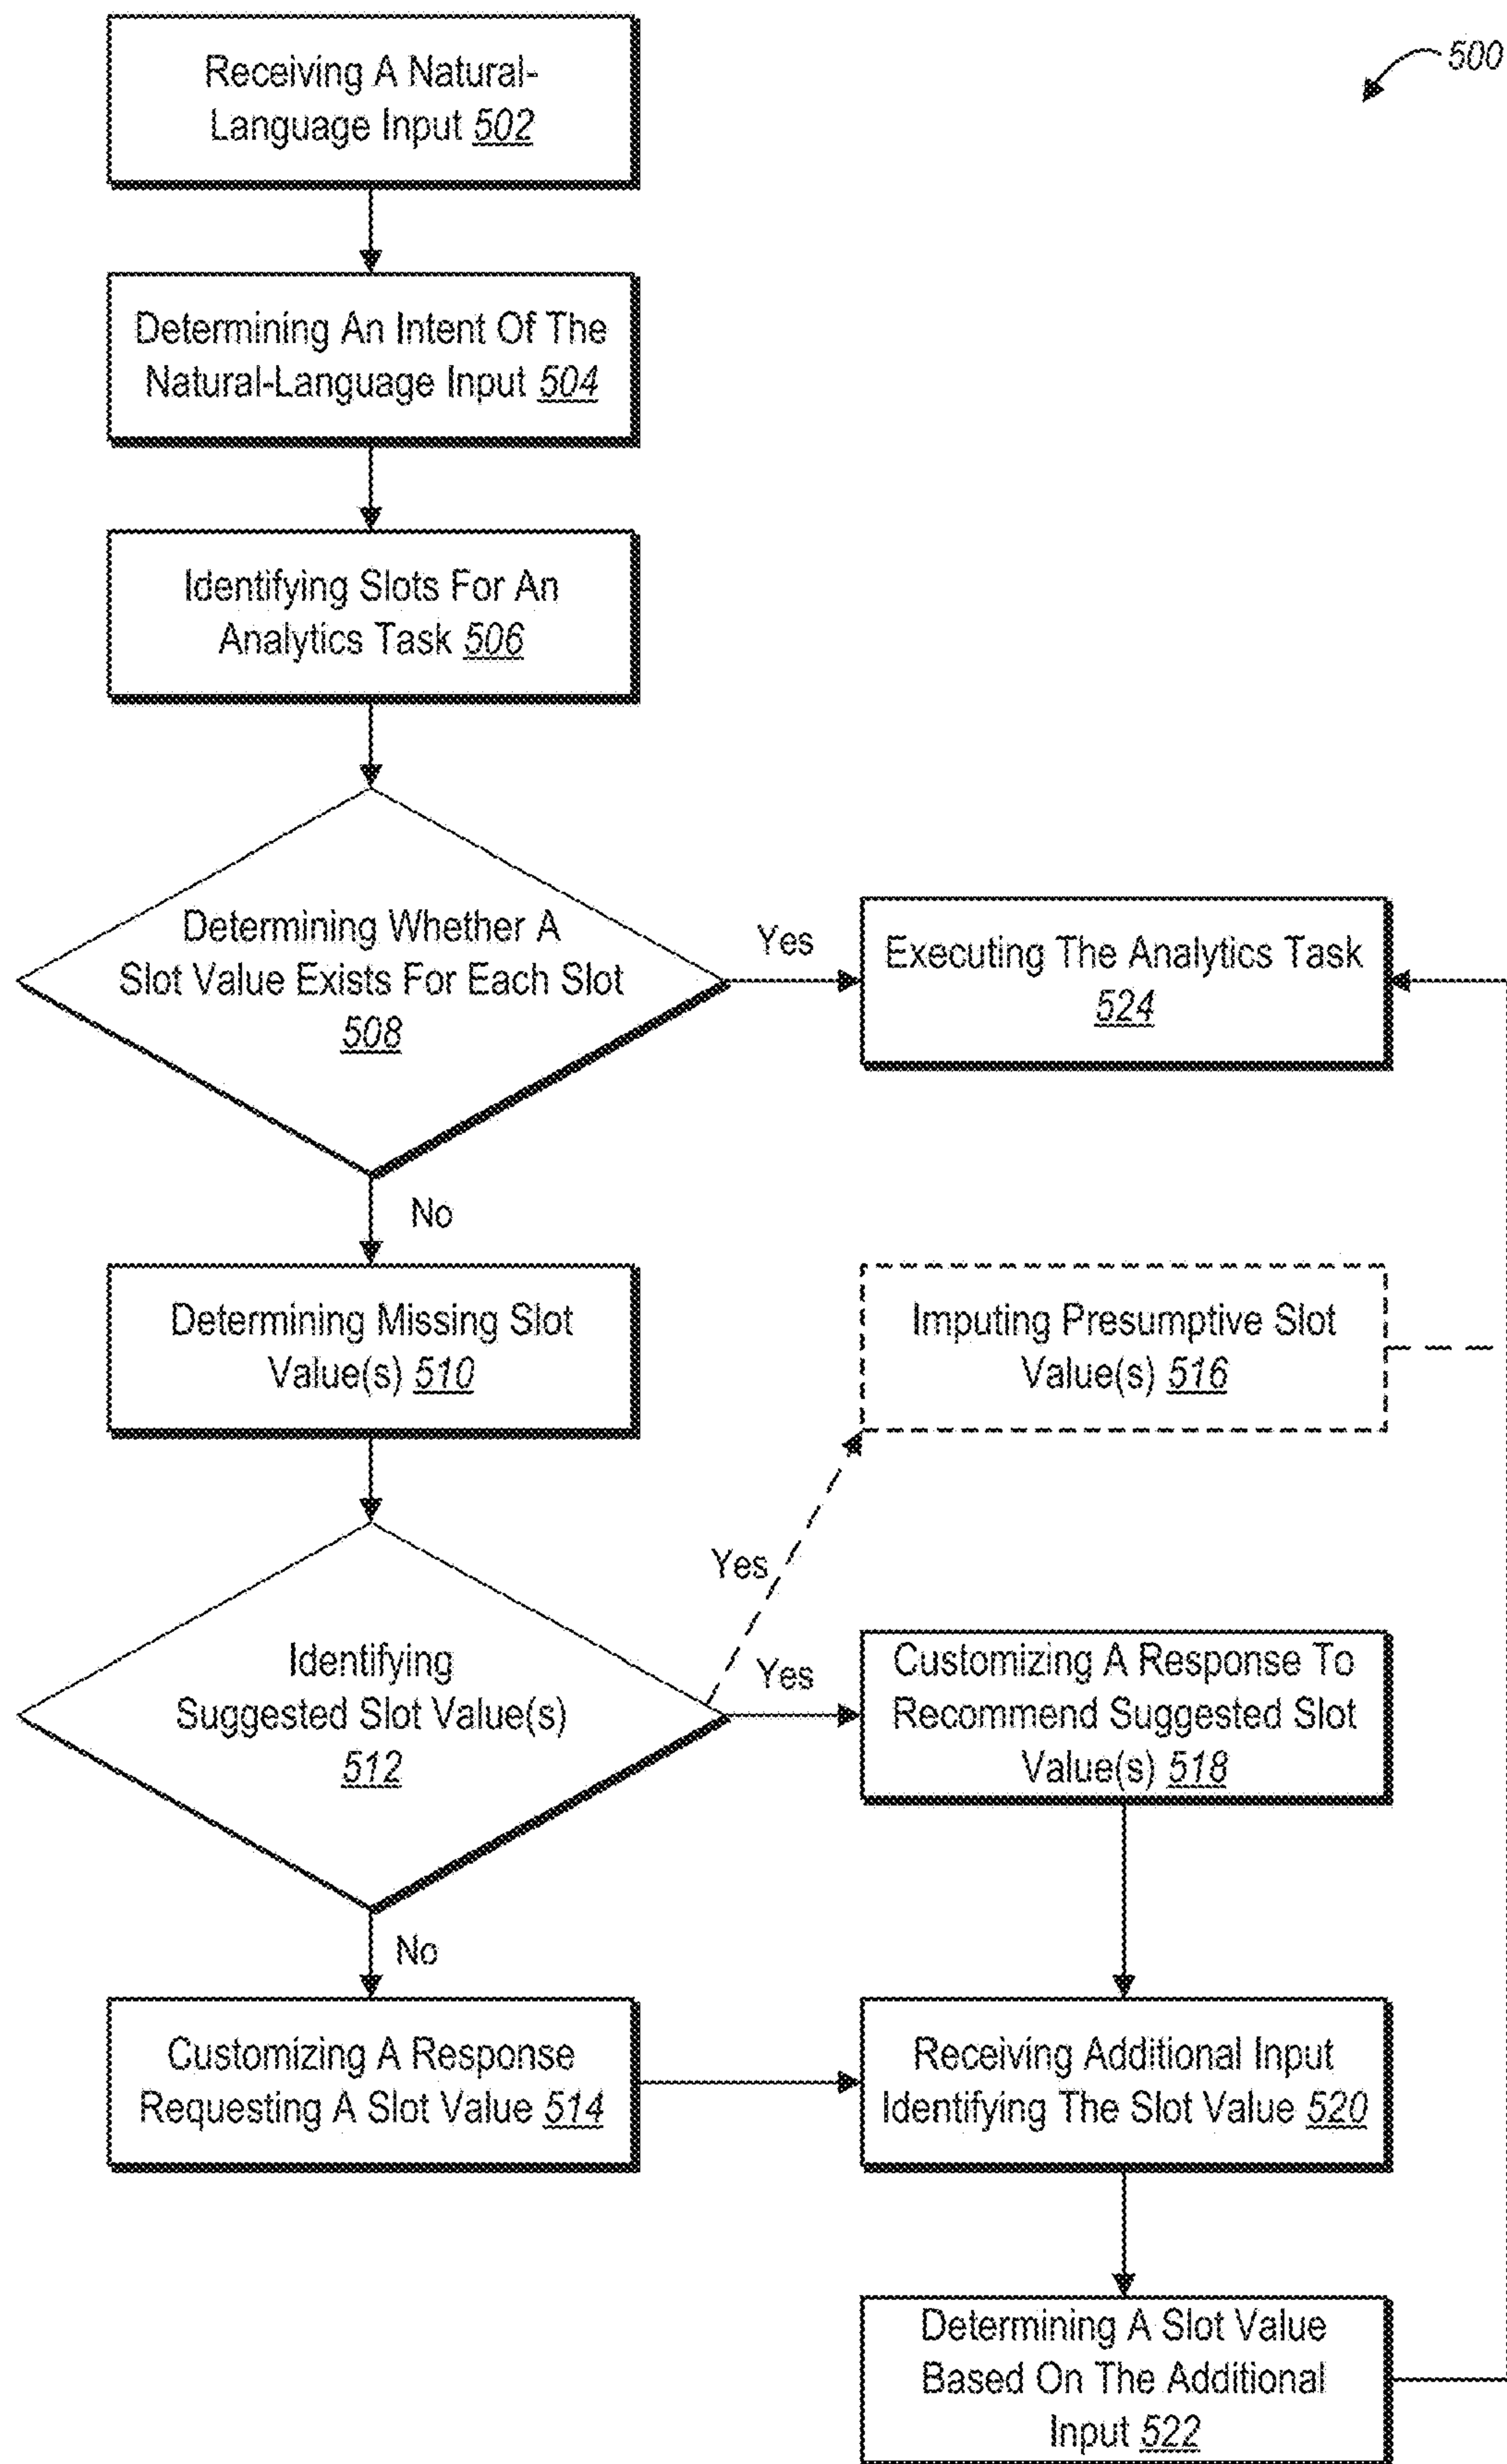 500
Receiving A Natural-
Language Input 502
Determining An Intent Of The
Natural-Language Input 504
Identifying Slots For An
Analytics Task 506
Determining Whether A
Slot Value Exists For Each Slot
508
Yes
Executing The Analytics Task
524
No
Determining Missing Slot
Value(s) 510
Imputing Presumptive Slot
Value(s) 516
Yes
Identifying
Suggested Slot Value(s)
512
Yes
Customizing A Response To
Recommend Suggested Slot
Value(s) 518
No
Customizing A Response
Requesting A Slot Value 514
Receiving Additional Input
Identifying The Slot Value 520
Determining A Slot Value
Based On The Additional
Input 522